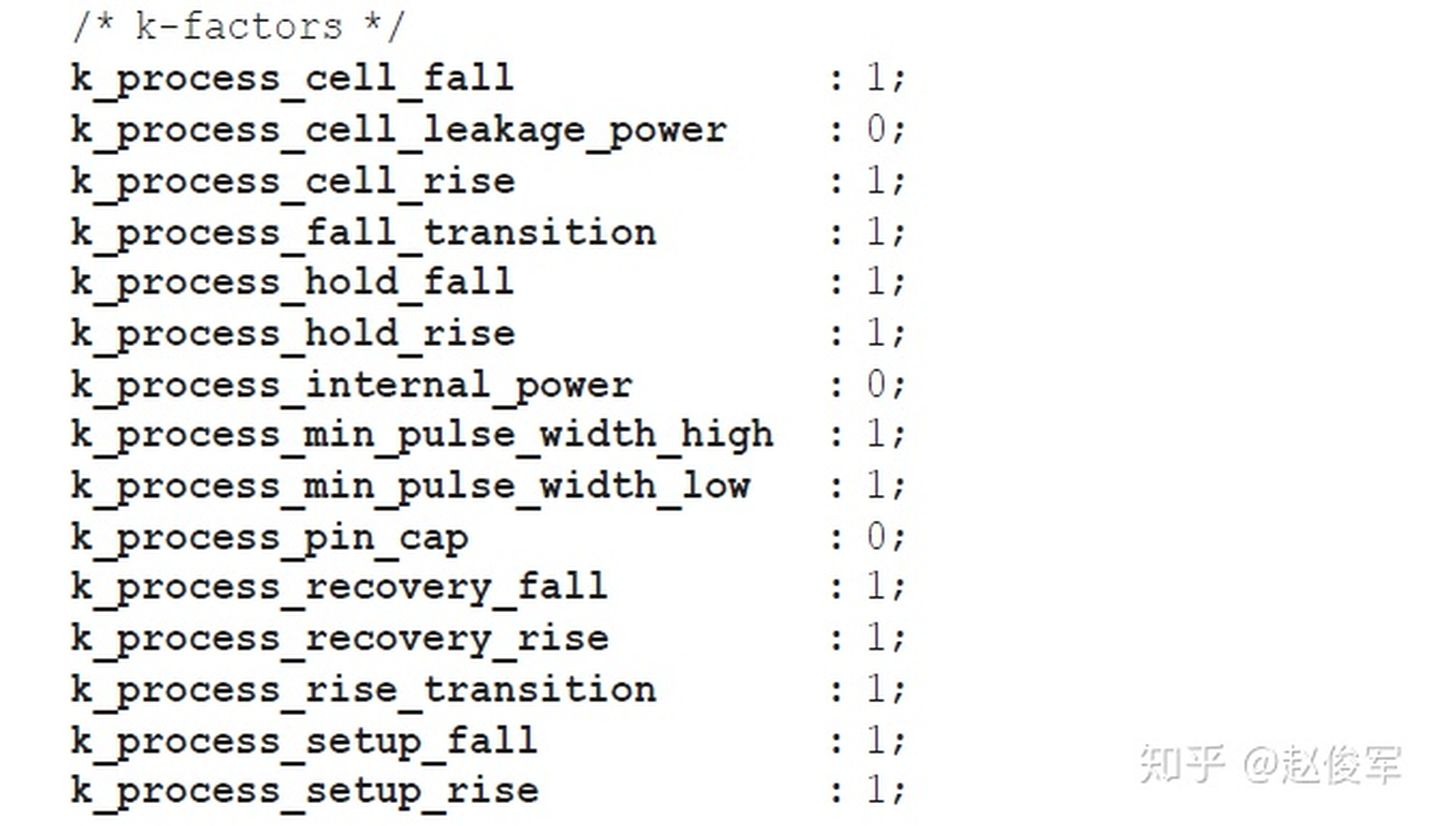 /* k-factors */
k_process_cell_fall : 1;
k_process_cell_leakage_power : 0;
k_process_cell_rise : 1;
k_process_fall_transition : 1;
k_process_hold_fall : 1;
k_process_hold_rise : 1;
k_process_internal_power : 0;
k_process_min_pulse_width_high : 1;
k_process_min_pulse_width_low : 1;
k_process_pin_cap : 0;
k_process_recovery_fall : 1;
k_process_recovery_rise : 1;
k_process_rise_transition : 1;
k_process_setup_fall : 1;
k_process_setup_rise : 1;
知乎 @赵俊军